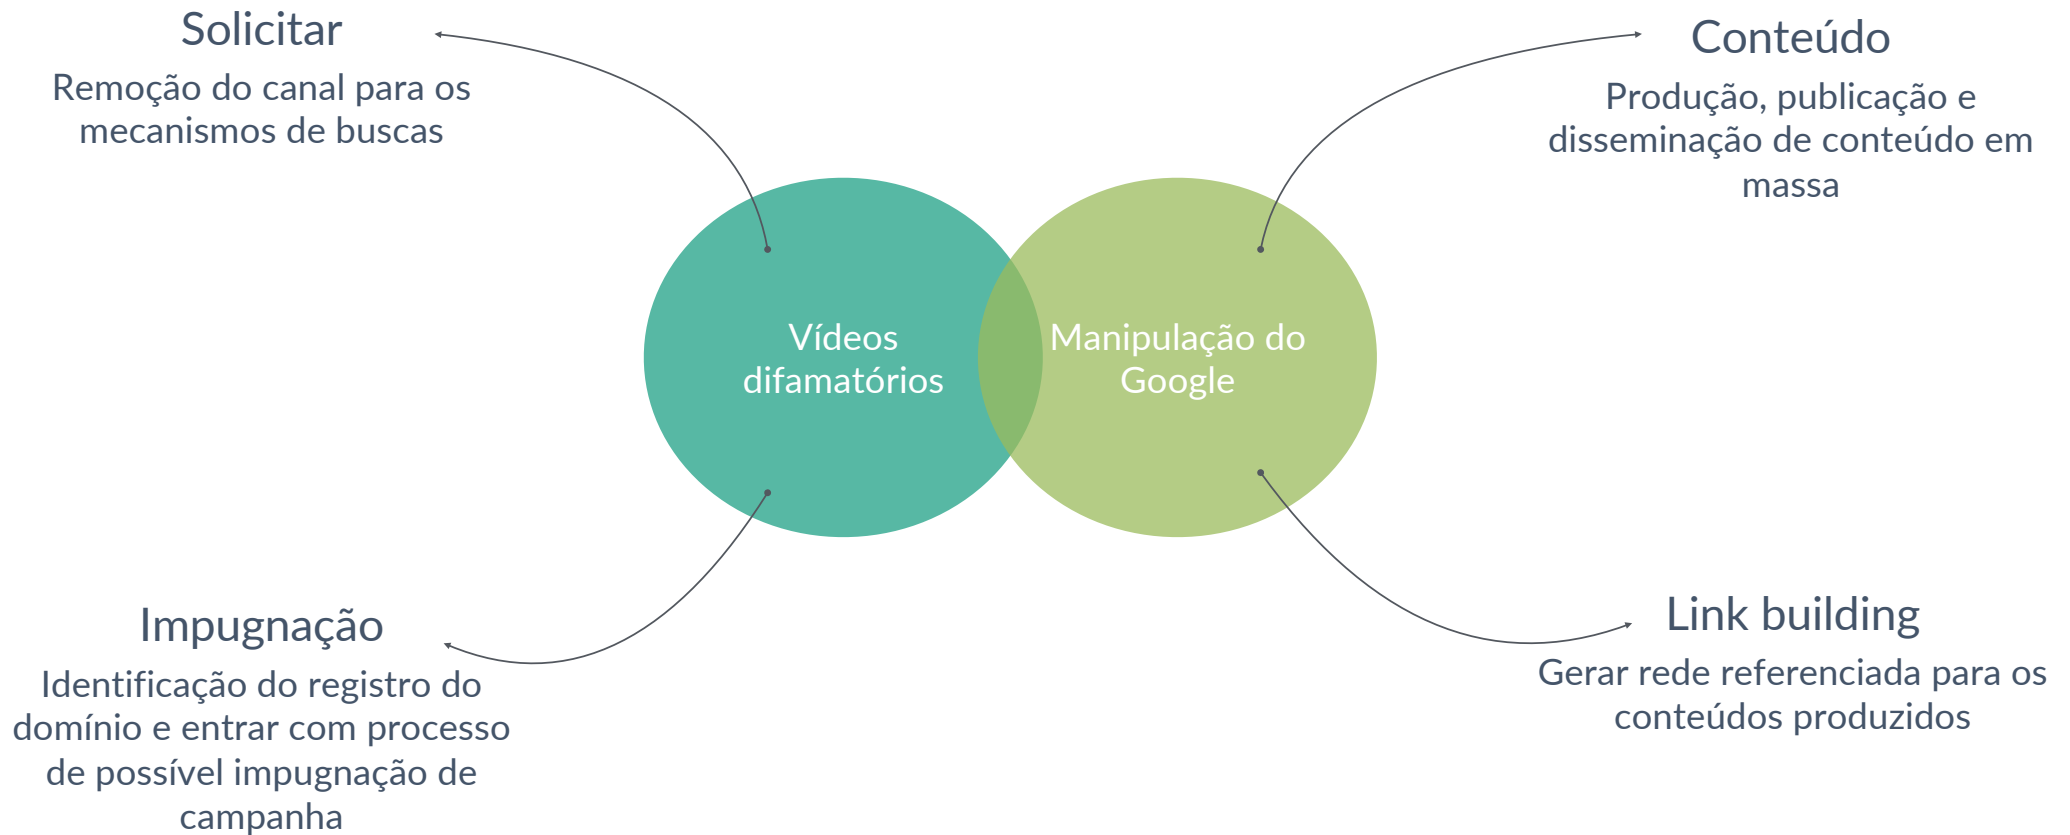 Solicitar
Remoção do canal para os
mecanismos de buscas
Conteúdo
Produção, publicação e
disseminação de conteúdo em
massa
Vídeos
difamatórios
Manipulação do
Google
Impugnação
Identificação do registro do
domínio e entrar com processo
de possível impugnação de
campanha
Link building
Gerar rede referenciada para os
conteúdos produzidos